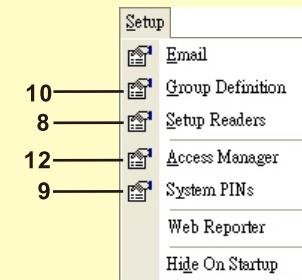 Setup
Email
10 Group Definition
8 Setup Readers
12 Access Manager
9 System PINs
Web Reporter
Hide On Startup